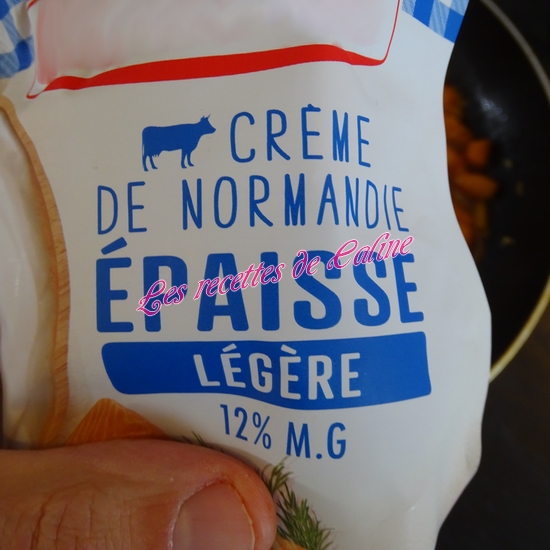 CRÈME
DE NORMANDIE
ÉPAISSE
Les recettes de Caline
LÉGÈRE
12% M.G